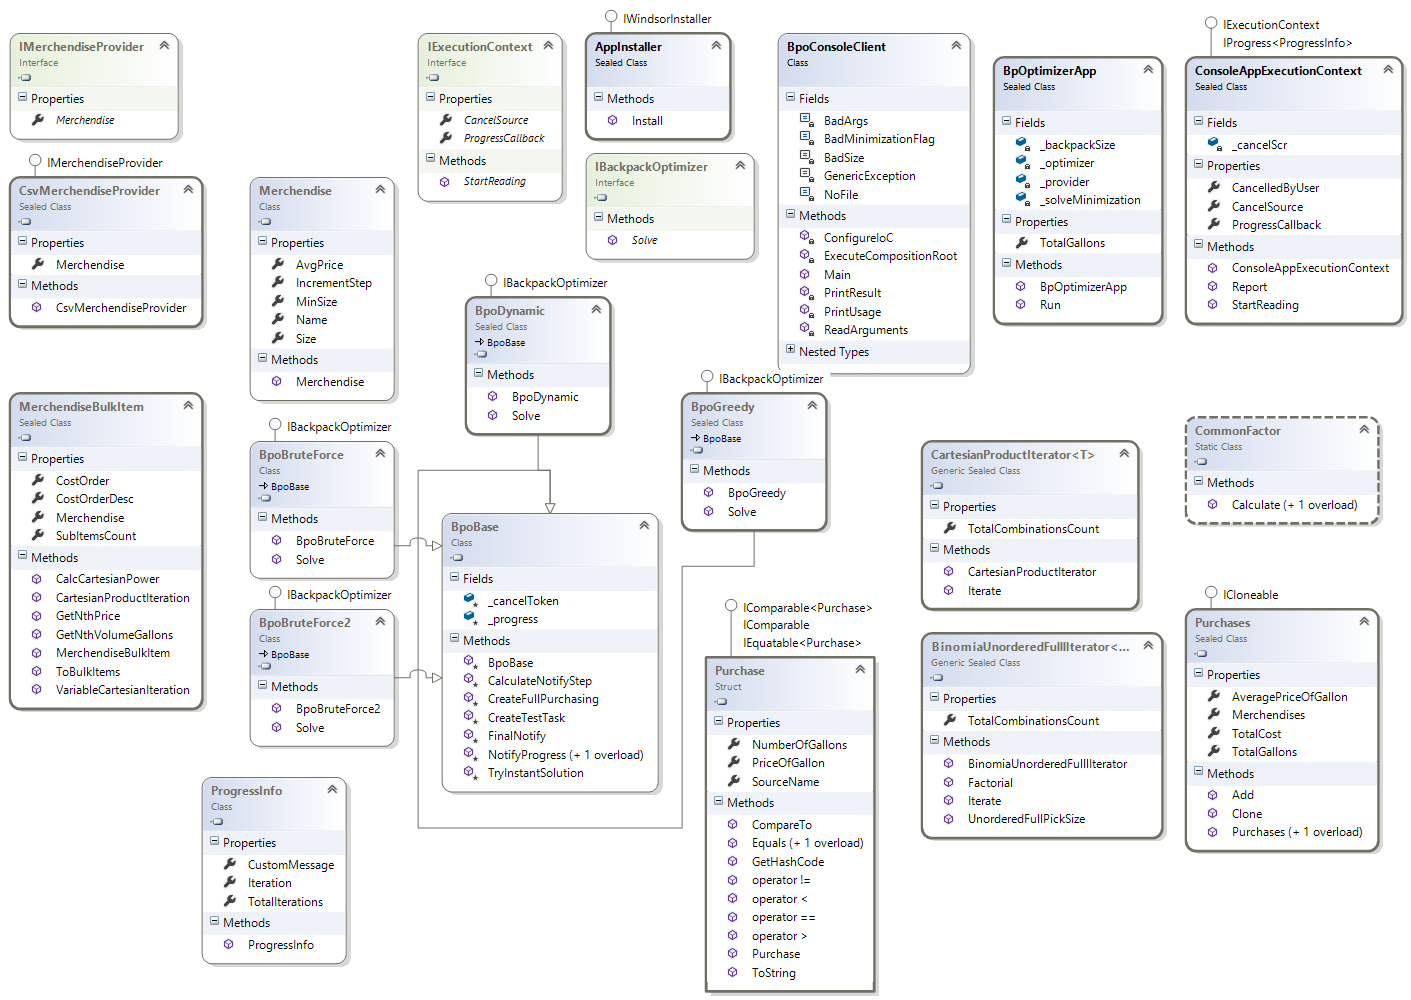 IMerchendiseProvider
Interface
Properties
Merchendise
IMerchendiseProvider
CsvMerchendiseProvider
Sealed Class
Properties
Merchendise
Methods
CsvMerchendiseProvider
MerchendiseBulkItem
Sealed Class
Properties
CostOrder
CostOrderDesc
Merchendise
SubItemsCount
Methods
CalcCartesianPower
CartesianProductIteration
GetNthPrice
GetNthVolumeGallons
MerchendiseBulkItem
ToBulkItems
VariableCartesianIteration
Merchendise
Class
Properties
AvgPrice
IncrementStep
MinSize
Name
Size
Methods
Merchendise
IBackpackOptimizer
BpoBruteForce
Class
BpoBase
Methods
BpoBruteForce
Solve
IBackpackOptimizer
BpoBruteForce2
Class
BpoBase
Methods
BpoBruteForce2
Solve
ProgressInfo
Class
Properties
CustomMessage
Iteration
TotalIterations
Methods
ProgressInfo
IExecutionContext
Interface
Properties
CancelSource
ProgressCallback
Methods
StartReading
IWindsorInstaller
AppInstaller
Sealed Class
Methods
Install
IBackpackOptimizer
Interface
Methods
Solve
IBackpackOptimizer
BpoDynamic
Sealed Class
BpoBase
Methods
BpoDynamic
Solve
BpoBase
Class
Fields
_cancelToken
_progress
Methods
BpoBase
CalculateNotifyStep
CreateFullPurchasing
CreateTestTask
FinalNotify
NotifyProgress (+ 1 overload)
TryInstantSolution
BpoConsoleClient
Class
Fields
BadArgs
BadMinimizationFlag
BadSize
GenericException
NoFile
Methods
ConfigureIoC
ExecuteCompositionRoot
Main
PrintResult
PrintUsage
ReadArguments
Nested Types
IBackpackOptimizer
BpoGreedy
Sealed Class
BpoBase
Methods
BpoGreedy
Solve
IComparable<Purchase>
IComparable
IEquatable<Purchase>
Purchase
Struct
Properties
NumberOfGallons
PriceOfGallon
SourceName
Methods
CompareTo
Equals (+ 1 overload)
GetHashCode
operator !=
operator <
operator ==
operator >
Purchase
ToString
BpOptimizerApp
Sealed Class
Fields
_backpackSize
_optimizer
_provider
_solveMinimization
Properties
TotalGallons
Methods
BpOptimizerApp
Run
IExecutionContext
IProgress<ProgressInfo>
ConsoleAppExecutionContext
Sealed Class
Fields
_cancelScr
Properties
CancelledByUser
CancelSource
ProgressCallback
Methods
ConsoleAppExecutionContext
Report
StartReading
CartesianProductIterator<T>
Generic Sealed Class
Properties
TotalCombinationsCount
Methods
CartesianProductIterator
Iterate
BinomiaUnorderedFullIterator<...
Generic Sealed Class
Properties
TotalCombinationsCount
Methods
BinomiaUnorderedFullIterator
Factorial
Iterate
UnorderedFullPickSize
CommonFactor
Static Class
Methods
Calculate (+ 1 overload)
ICloneable
Purchases
Sealed Class
Properties
AveragePriceOfGallon
Merchendises
TotalCost
TotalGallons
Methods
Add
Clone
Purchases (+ 1 overload)